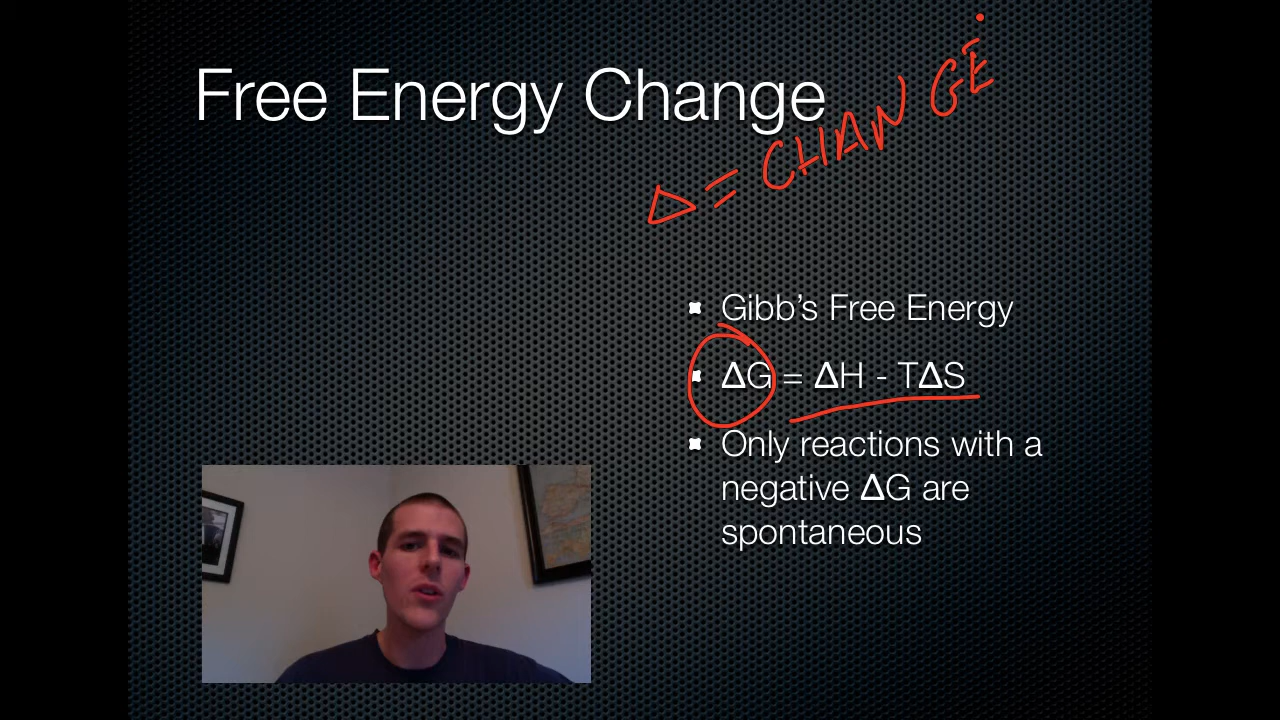 Free Energy Change
Δ = CHANGE
Gibb's Free Energy
ΔG = ΔH - TΔS
Only reactions with a
negative ΔG are
spontaneous